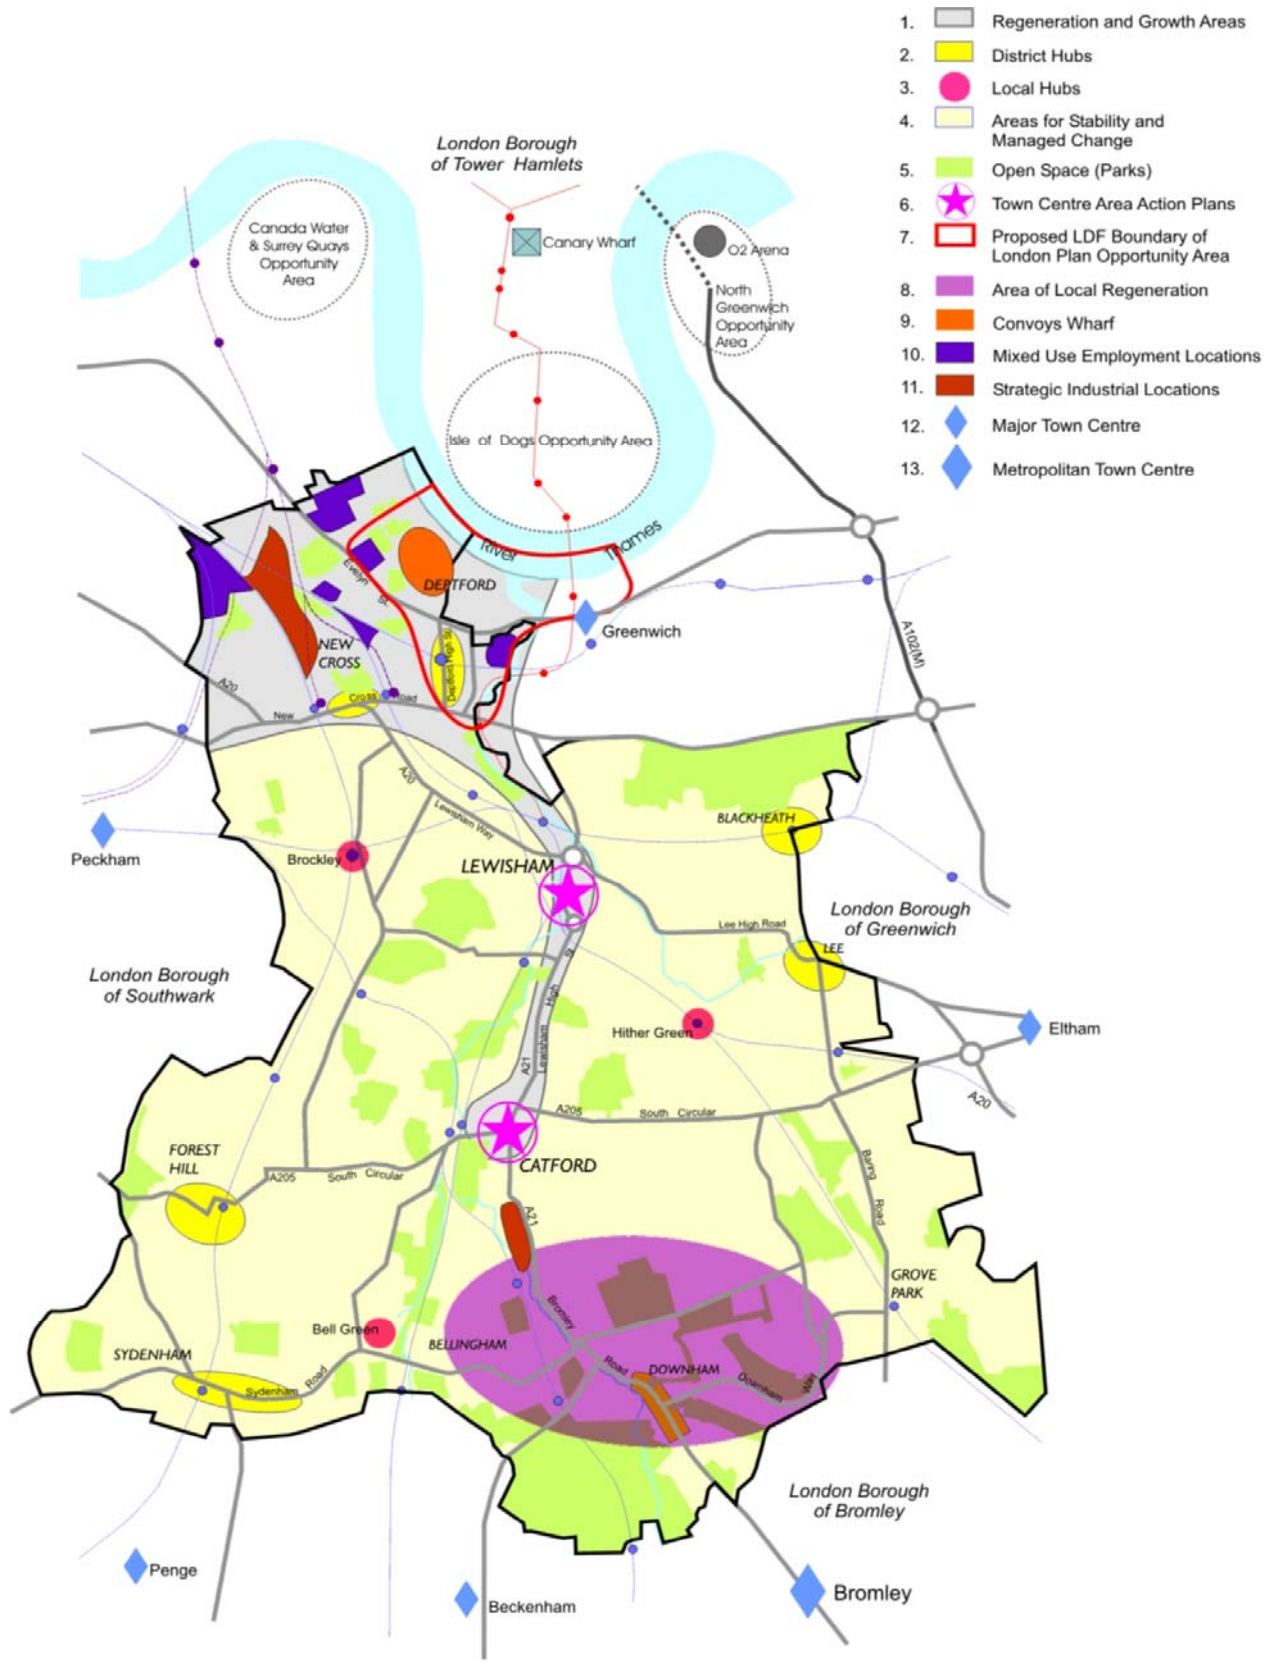 1. Regeneration and Growth Areas
2. District Hubs
3. Local Hubs
4. Areas for Stability and
Managed Change
5. Open Space (Parks)
6. Town Centre Area Action Plans
7. Proposed LDF Boundary of
London Plan Opportunity Area
8. Area of Local Regeneration
9. Convoys Wharf
10. Mixed Use Employment Locations
11. Strategic Industrial Locations
12. Major Town Centre
13. Metropolitan Town Centre
London Borough
of Tower Hamlets
Canada Water
& Surrey Quays
Opportunity
Area
Canary Wharf
O2 Arena
North
Greenwich
Opportunity
Area
Isle of Dogs Opportunity Area
River
Thames
Evelyn
St.
DEPTFORD
Greenwich
A102(M)
NEW
CROSS
Deptford High St.
A20
New
Cross
Road
A20
Lewisham Way
BLACKHEATH
Peckham
Brockley
LEWISHAM
London Borough
of Greenwich
Lee High Road
LEE
St.
High
Lewisham
A21
London Borough
of Southwark
Hither Green
Eltham
A20
A205
South Circular
FOREST
HILL
A205
South Circular
CATFORD
Baring
Road
A21
GROVE
PARK
Bromley
Bell Green
BELLINGHAM
SYDENHAM
Road
DOWNHAM
Downham
Way
Sydenham
Road
London Borough
of Bromley
Penge
Beckenham
Bromley